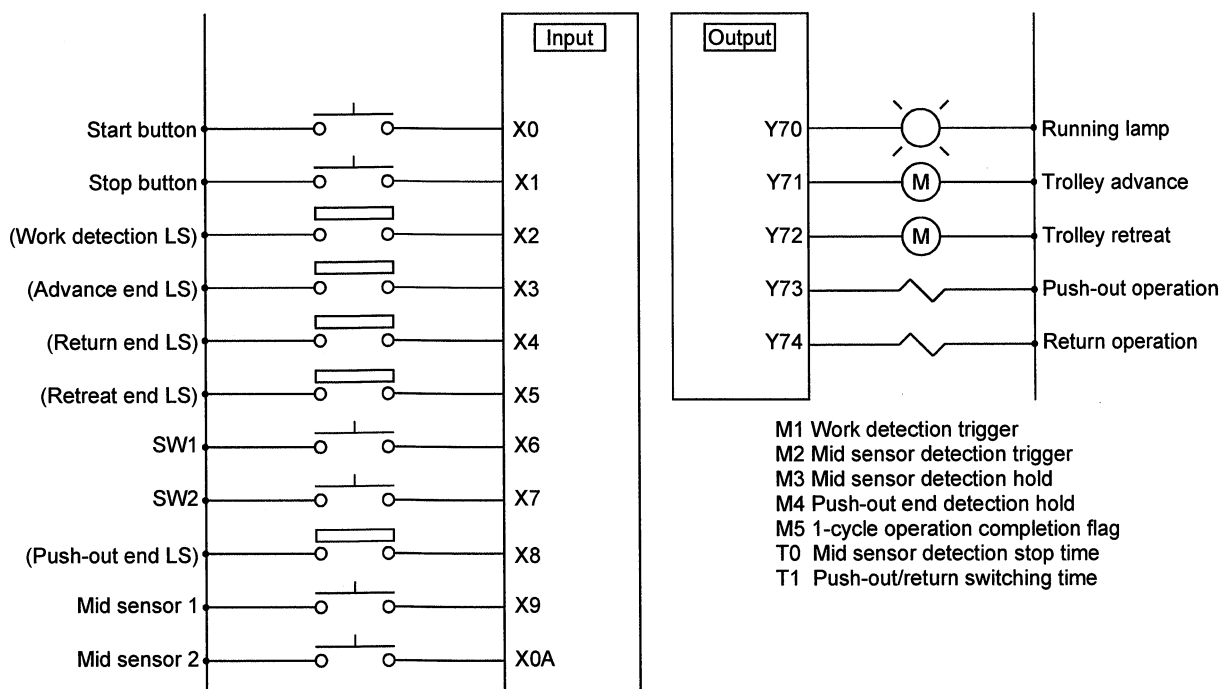 Input
Start button X0
Stop button X1
(Work detection LS) X2
(Advance end LS) X3
(Return end LS) X4
(Retreat end LS) X5
SW1 X6
SW2 X7
(Push-out end LS) X8
Mid sensor 1 X9
Mid sensor 2 X0A
Output
Y70 Running lamp
Y71 M Trolley advance
Y72 M Trolley retreat
Y73 Push-out operation
Y74 Return operation
M1 Work detection trigger
M2 Mid sensor detection trigger
M3 Mid sensor detection hold
M4 Push-out end detection hold
M5 1-cycle operation completion flag
T0 Mid sensor detection stop time
T1 Push-out/return switching time